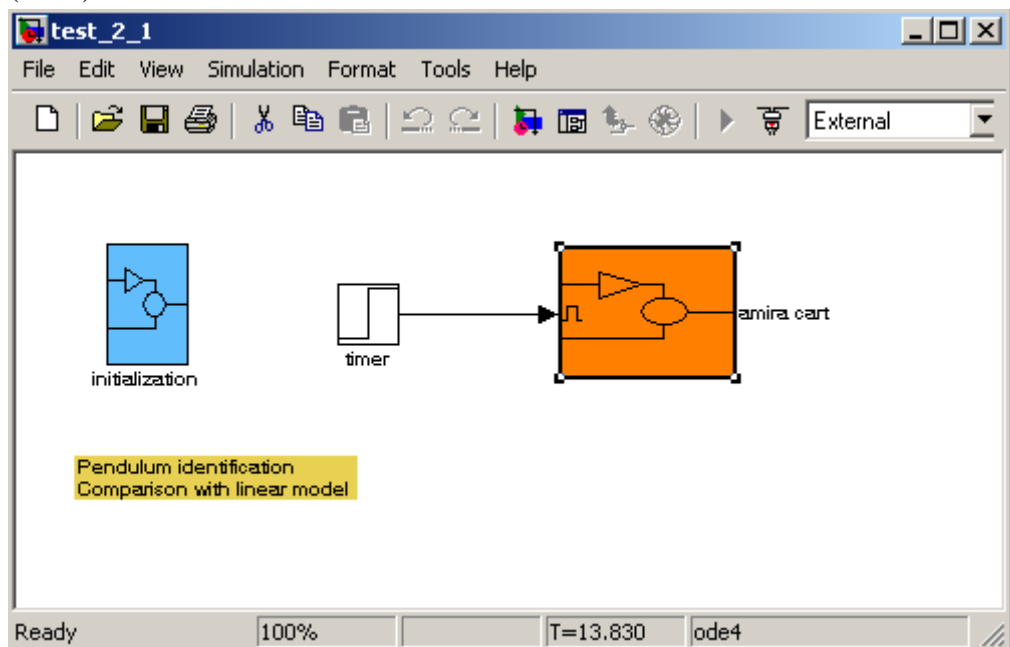 test_2_1
File Edit View Simulation Format Tools Help
External
initialization
timer
amira cart
Pendulum identification
Comparison with linear model
Ready 100% T=13.830 ode4